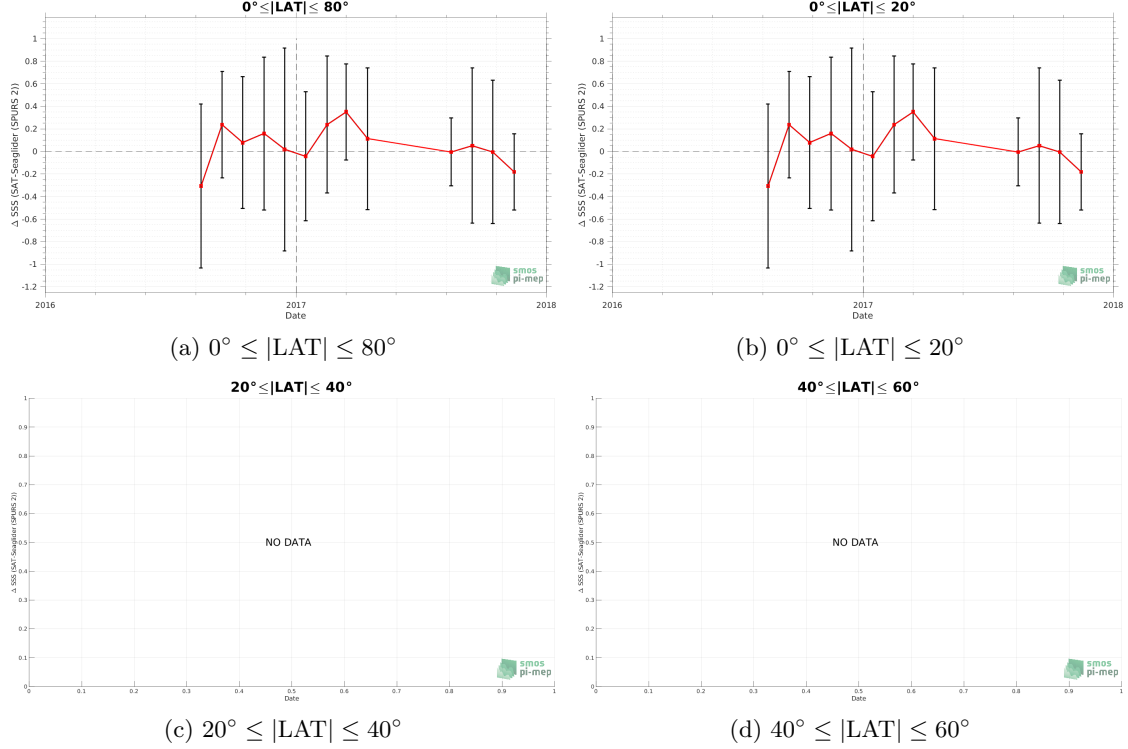 0°≤|LAT|≤ 80°
Δ SSS (SAT-Seaglider (SPURS 2))
1
0.8
0.6
0.4
0.2
0
-0.2
-0.4
-0.6
-0.8
-1
-1.2
2016
2017
2018
Date
smos
pi-mep
(a) 0° ≤ |LAT| ≤ 80°
0°≤|LAT|≤ 20°
Δ SSS (SAT-Seaglider (SPURS 2))
1
0.8
0.6
0.4
0.2
0
-0.2
-0.4
-0.6
-0.8
-1
-1.2
2016
2017
2018
Date
smos
pi-mep
(b) 0° ≤ |LAT| ≤ 20°
20°≤|LAT|≤ 40°
Δ SSS (SAT-Seaglider (SPURS 2))
1
0.9
0.8
0.7
0.6
0.5
0.4
0.3
0.2
0.1
0
NO DATA
0
0.1
0.2
0.3
0.4
0.5
0.6
0.7
0.8
0.9
1
Date
smos
pi-mep
(c) 20° ≤ |LAT| ≤ 40°
40°≤|LAT|≤ 60°
Δ SSS (SAT-Seaglider (SPURS 2))
1
0.9
0.8
0.7
0.6
0.5
0.4
0.3
0.2
0.1
0
NO DATA
0
0.1
0.2
0.3
0.4
0.5
0.6
0.7
0.8
0.9
1
Date
smos
pi-mep
(d) 40° ≤ |LAT| ≤ 60°